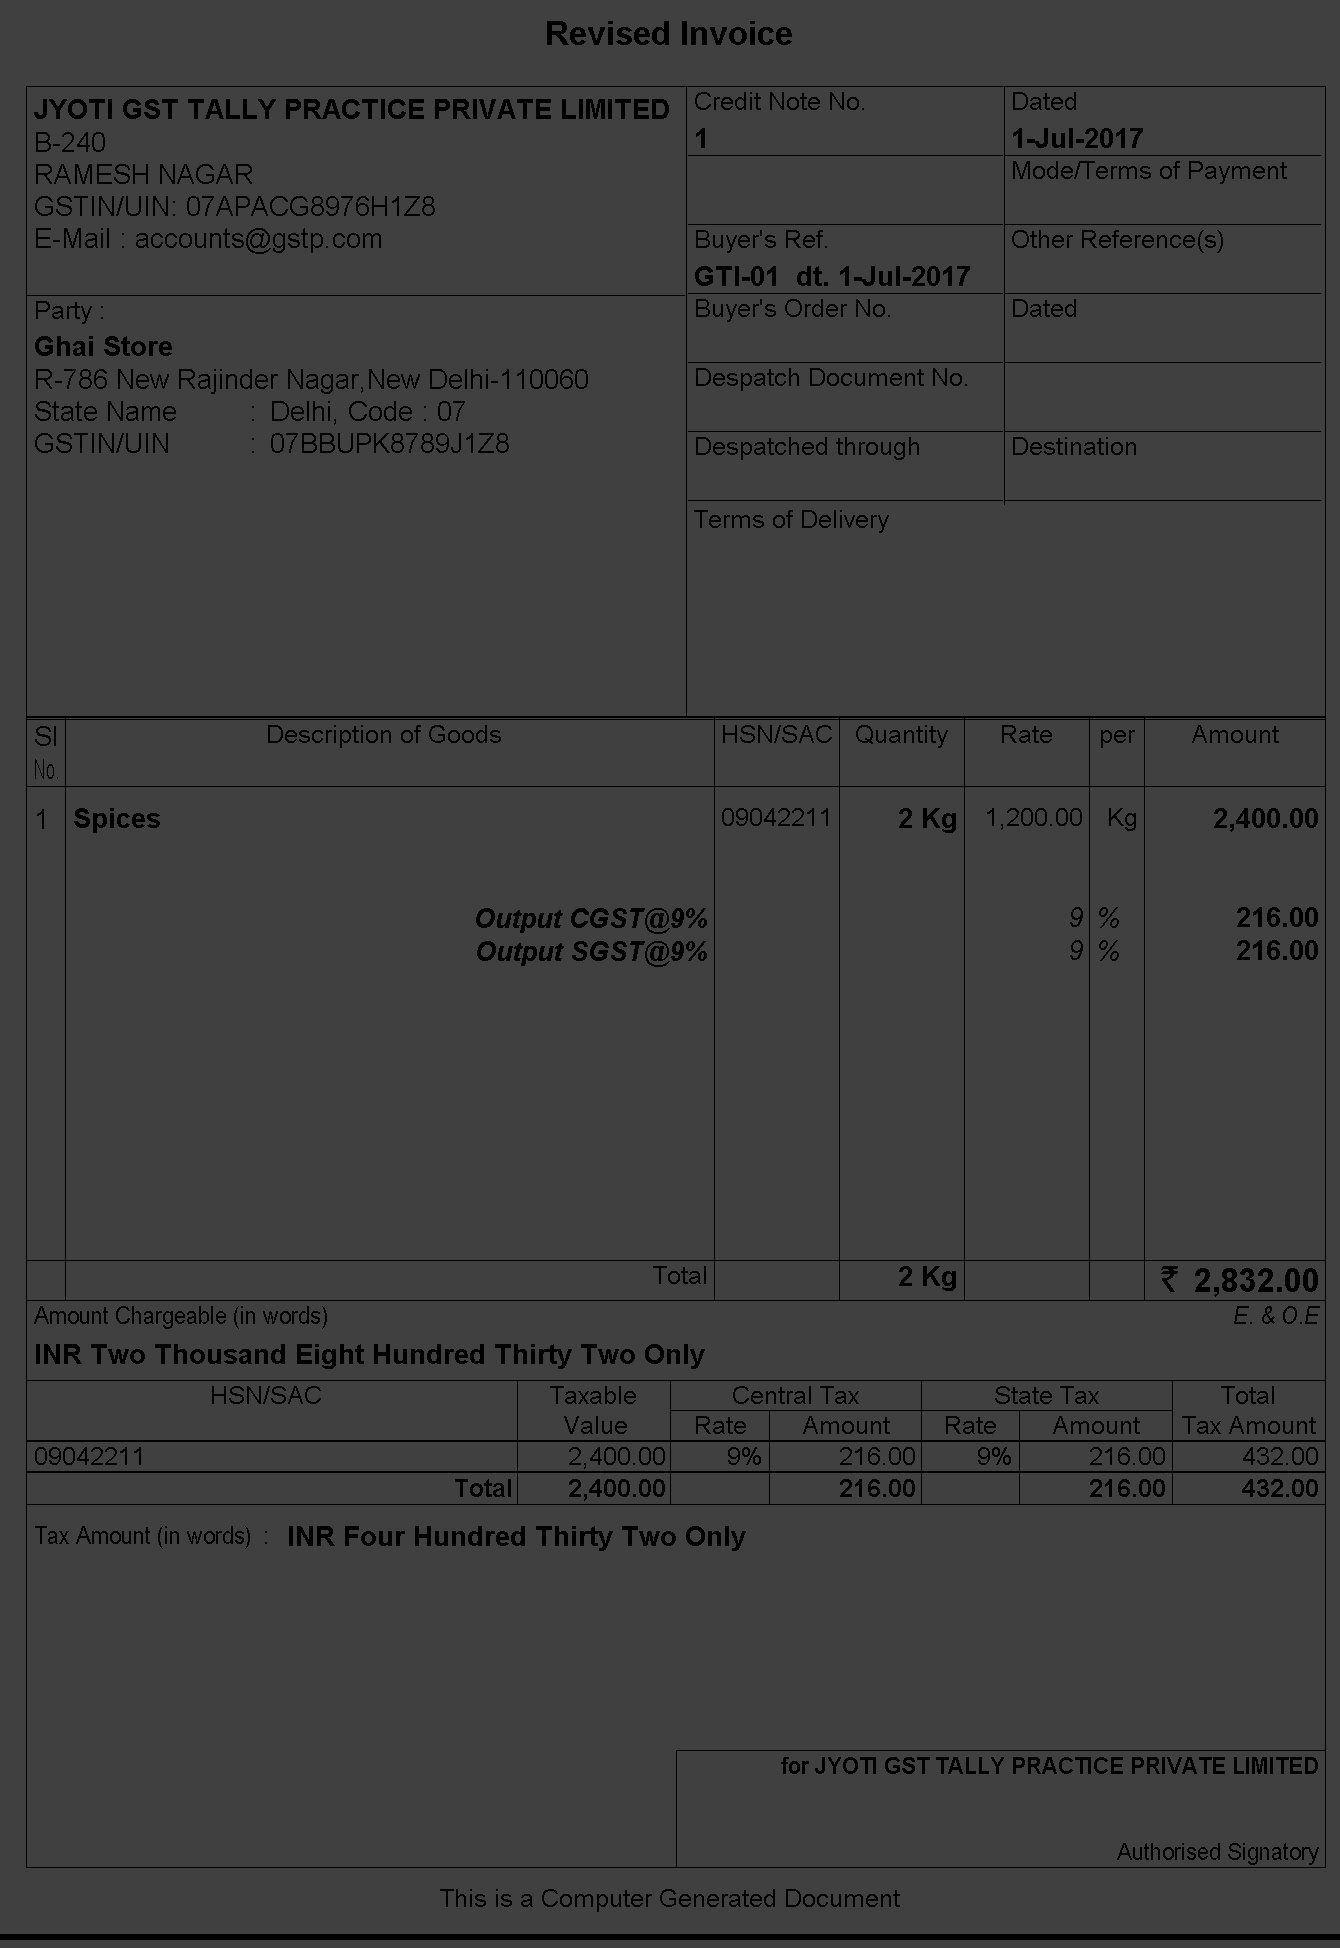 Revised Invoice
JYOTI GST TALLY PRACTICE PRIVATE LIMITED
B-240
RAMESH NAGAR
GSTIN/UIN: 07APACG8976H1Z8
E-Mail : accounts@gstp.com
Credit Note No.
1
Dated
1-Jul-2017
Mode/Terms of Payment
Buyer's Ref.
GTI-01 dt. 1-Jul-2017
Other Reference(s)
Party :
Ghai Store
R-786 New Rajinder Nagar,New Delhi-110060
State Name : Delhi, Code : 07
GSTIN/UIN : 07BBUPK8789J1Z8
Buyer's Order No.
Dated
Despatch Document No.
Despatched through
Destination
Terms of Delivery
Sl No. Description of Goods HSN/SAC Quantity Rate per Amount
1 Spices 09042211 2 Kg 1,200.00 Kg 2,400.00
Output CGST@9% 9 % 216.00
Output SGST@9% 9 % 216.00
Total 2 Kg ₹ 2,832.00
Amount Chargeable (in words) E. & O.E
INR Two Thousand Eight Hundred Thirty Two Only
HSN/SAC Taxable Central Tax State Tax Total
Value Rate Amount Rate Amount Tax Amount
09042211 2,400.00 9% 216.00 9% 216.00 432.00
Total 2,400.00 216.00 216.00 432.00
Tax Amount (in words) : INR Four Hundred Thirty Two Only
for JYOTI GST TALLY PRACTICE PRIVATE LIMITED
Authorised Signatory
This is a Computer Generated Document